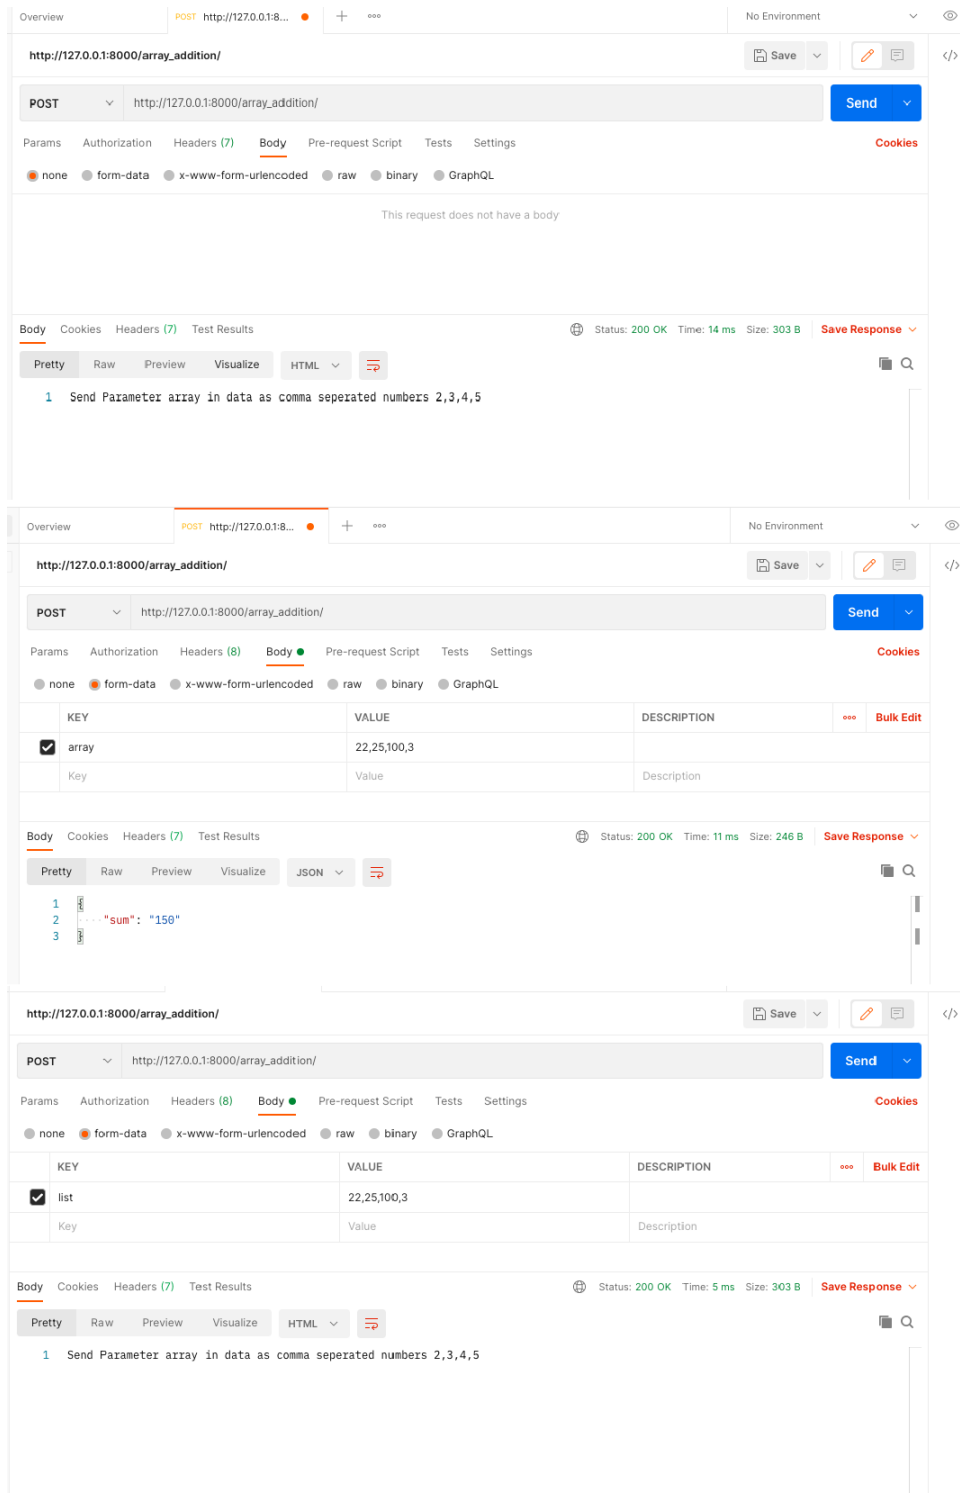 Overview POST http://127.0.0.1:8... No Environment
http://127.0.0.1:8000/array_addition/ Save
POST http://127.0.0.1:8000/array_addition/ Send
Params Authorization Headers (7) Body Pre-request Script Tests Settings Cookies
none form-data x-www-form-urlencoded raw binary GraphQL
This request does not have a body
Body Cookies Headers (7) Test Results Status: 200 OK Time: 14 ms Size: 303 B Save Response
Pretty Raw Preview Visualize HTML
1 Send Parameter array in data as comma seperated numbers 2,3,4,5
Overview POST http://127.0.0.1:8... No Environment
http://127.0.0.1:8000/array_addition/ Save
POST http://127.0.0.1:8000/array_addition/ Send
Params Authorization Headers (8) Body Pre-request Script Tests Settings Cookies
none form-data x-www-form-urlencoded raw binary GraphQL
KEY VALUE DESCRIPTION Bulk Edit
array 22,25,100,3
Key Value Description
Body Cookies Headers (7) Test Results Status: 200 OK Time: 11 ms Size: 246 B Save Response
Pretty Raw Preview Visualize JSON
1 {
2 "sum": "150"
3 }
http://127.0.0.1:8000/array_addition/ Save
POST http://127.0.0.1:8000/array_addition/ Send
Params Authorization Headers (8) Body Pre-request Script Tests Settings Cookies
none form-data x-www-form-urlencoded raw binary GraphQL
KEY VALUE DESCRIPTION Bulk Edit
list 22,25,100,3
Key Value Description
Body Cookies Headers (7) Test Results Status: 200 OK Time: 5 ms Size: 303 B Save Response
Pretty Raw Preview Visualize HTML
1 Send Parameter array in data as comma seperated numbers 2,3,4,5